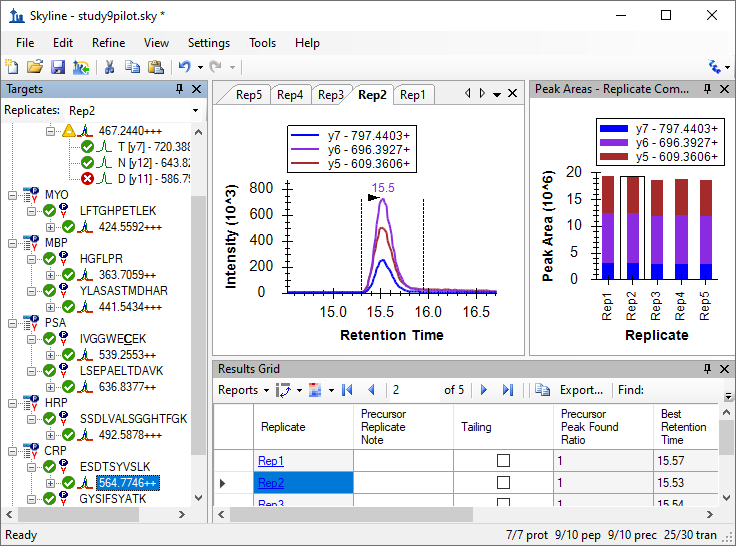 Skyline - study9pilot.sky *
File Edit Refine View Settings Tools Help
Targets
Replicates: Rep2
467.2440+++
T [y7] - 720.388
N [y12] - 643.82
D [y11] - 586.79
MYO
LFTGHPETLEK
424.5592+++
MBP
HGFLPR
363.7059+++
YLASASTMDHAR
441.5434+++
PSA
IVGGWECEK
539.2553++
LSEPAELTDAVK
636.8377++
HRP
SSDLVALSGGHTFGK
492.5878+++
CRP
ESDTSYVSLK
564.7746++
GYSIFSYATK
Rep5 Rep4 Rep3 Rep2 Rep1
y7 - 797.4403+
y6 - 696.3927+
y5 - 609.3606+
15.5
800
600
400
200
0
Intensity (10^3)
15.0 15.5 16.0 16.5
Retention Time
Peak Areas - Replicate Com...
y7 - 797.4403+
y6 - 696.3927+
y5 - 609.3606+
20
15
10
5
0
Peak Area (10^6)
Rep1 Rep2 Rep3 Rep4 Rep5
Replicate
Results Grid
Reports 2 of 5 Export... Find:
Replicate Precursor Replicate Note Tailing Precursor Peak Found Ratio Best Retention Time
Rep1 1 15.57
Rep2 1 15.53
Rep3 1 15.54
Ready 7/7 prot 9/10 pep 9/10 prec 25/30 tran